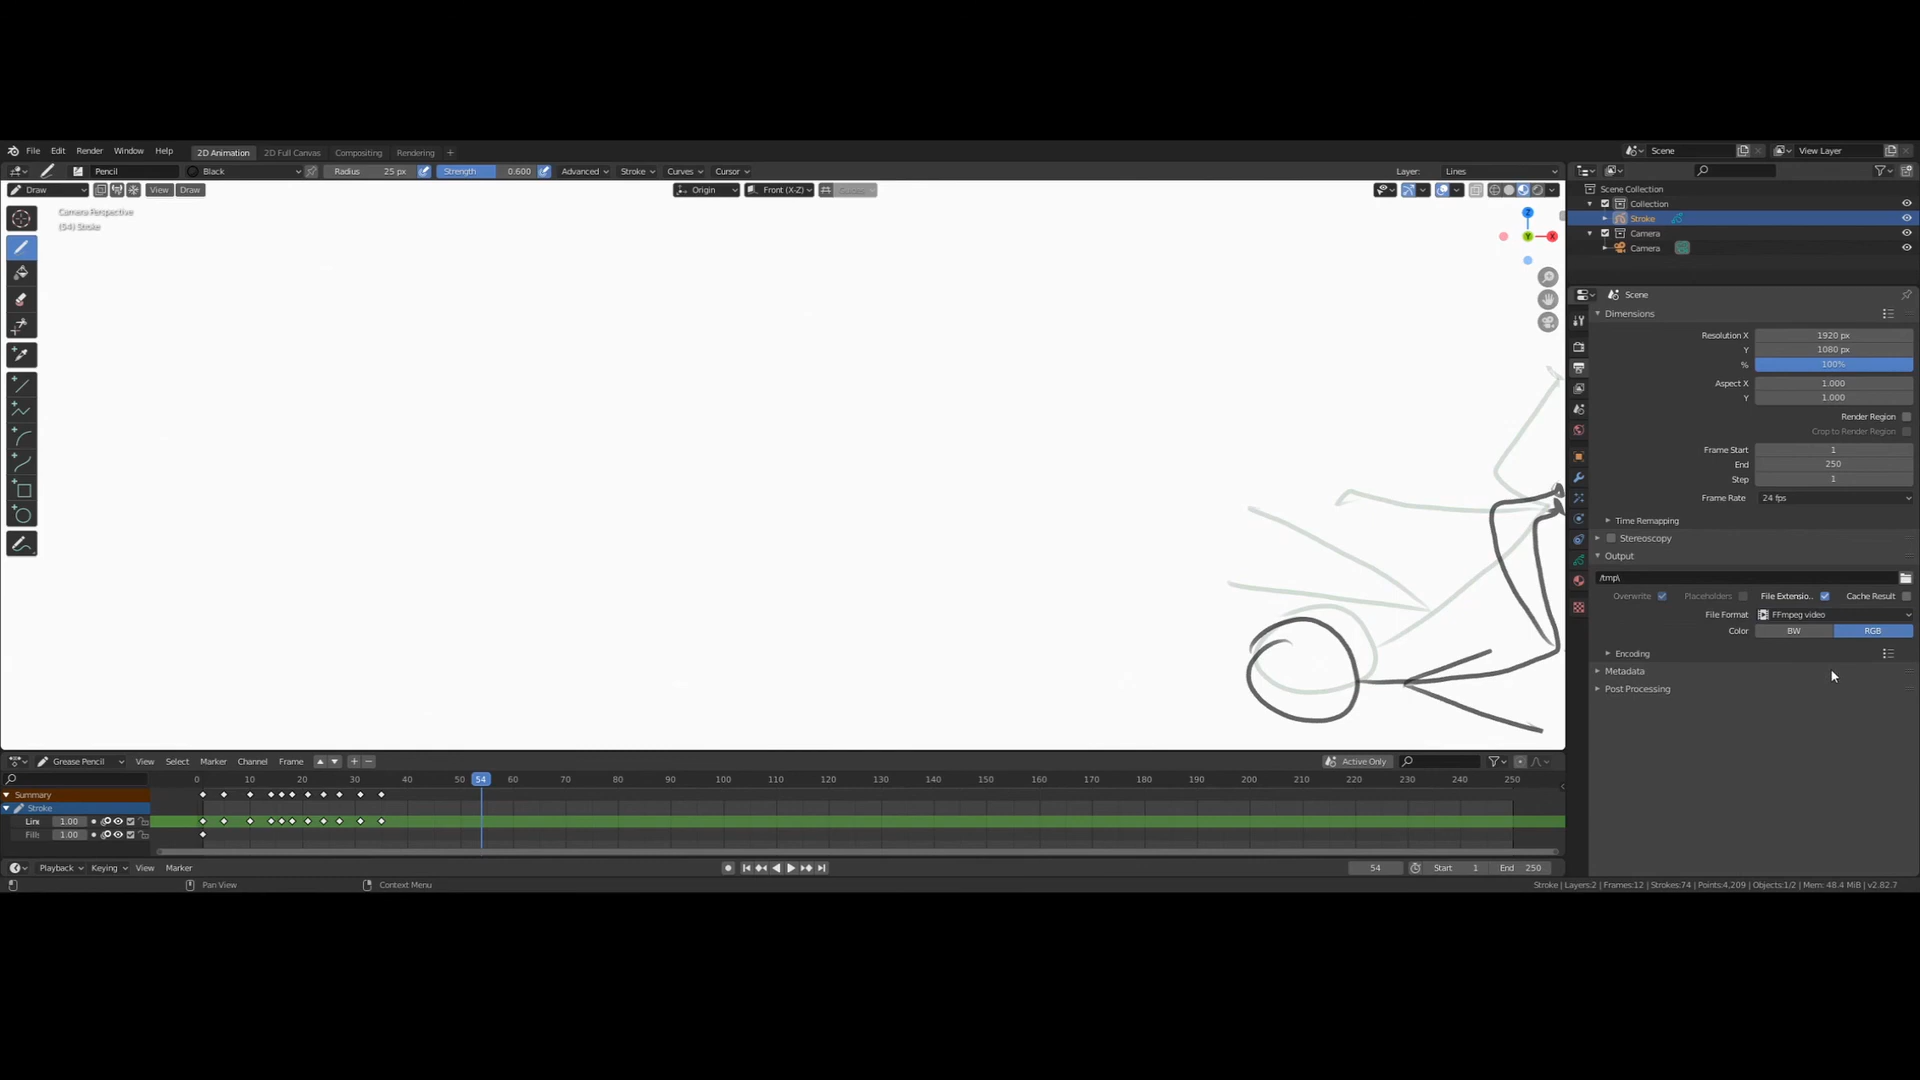 File Edit Render Window Help 2D Animation 2D Full Canvas Compositing Rendering + Scene View Layer
Pencil Black Radius 25 px Strength 0.600 Advanced Stroke Curves Cursor Layer: Lines
Draw View Draw Origin Front (X-Z) Guides
Camera Perspective
(54) Stroke
Z
Y
X
Scene Collection
Collection
Stroke
Camera
Camera
Scene
Dimensions
Resolution X 1920 px
Y 1080 px
% 100%
Aspect X 1.000
Y 1.000
Render Region
Crop to Render Region
Frame Start 1
End 250
Step 1
Frame Rate 24 fps
Time Remapping
Stereoscopy
Output
/tmp\
Overwrite Placeholders File Extensio.. Cache Result
File Format FFmpeg video
Color BW RGB
Encoding
Metadata
Post Processing
Grease Pencil View Select Marker Channel Frame Active Only
0 10 20 30 40 50 54 60 70 80 90 100 110 120 130 140 150 160 170 180 190 200 210 220 230 240 250
Summary
Stroke
Line 1.00
Fills 1.00
Playback Keying View Marker 54 Start 1 End 250
Pan View Context Menu Stroke | Layers:2 | Frames:12 | Strokes:74 | Points:4,209 | Objects:1/2 | Mem: 48.4 MiB | v2.82.7